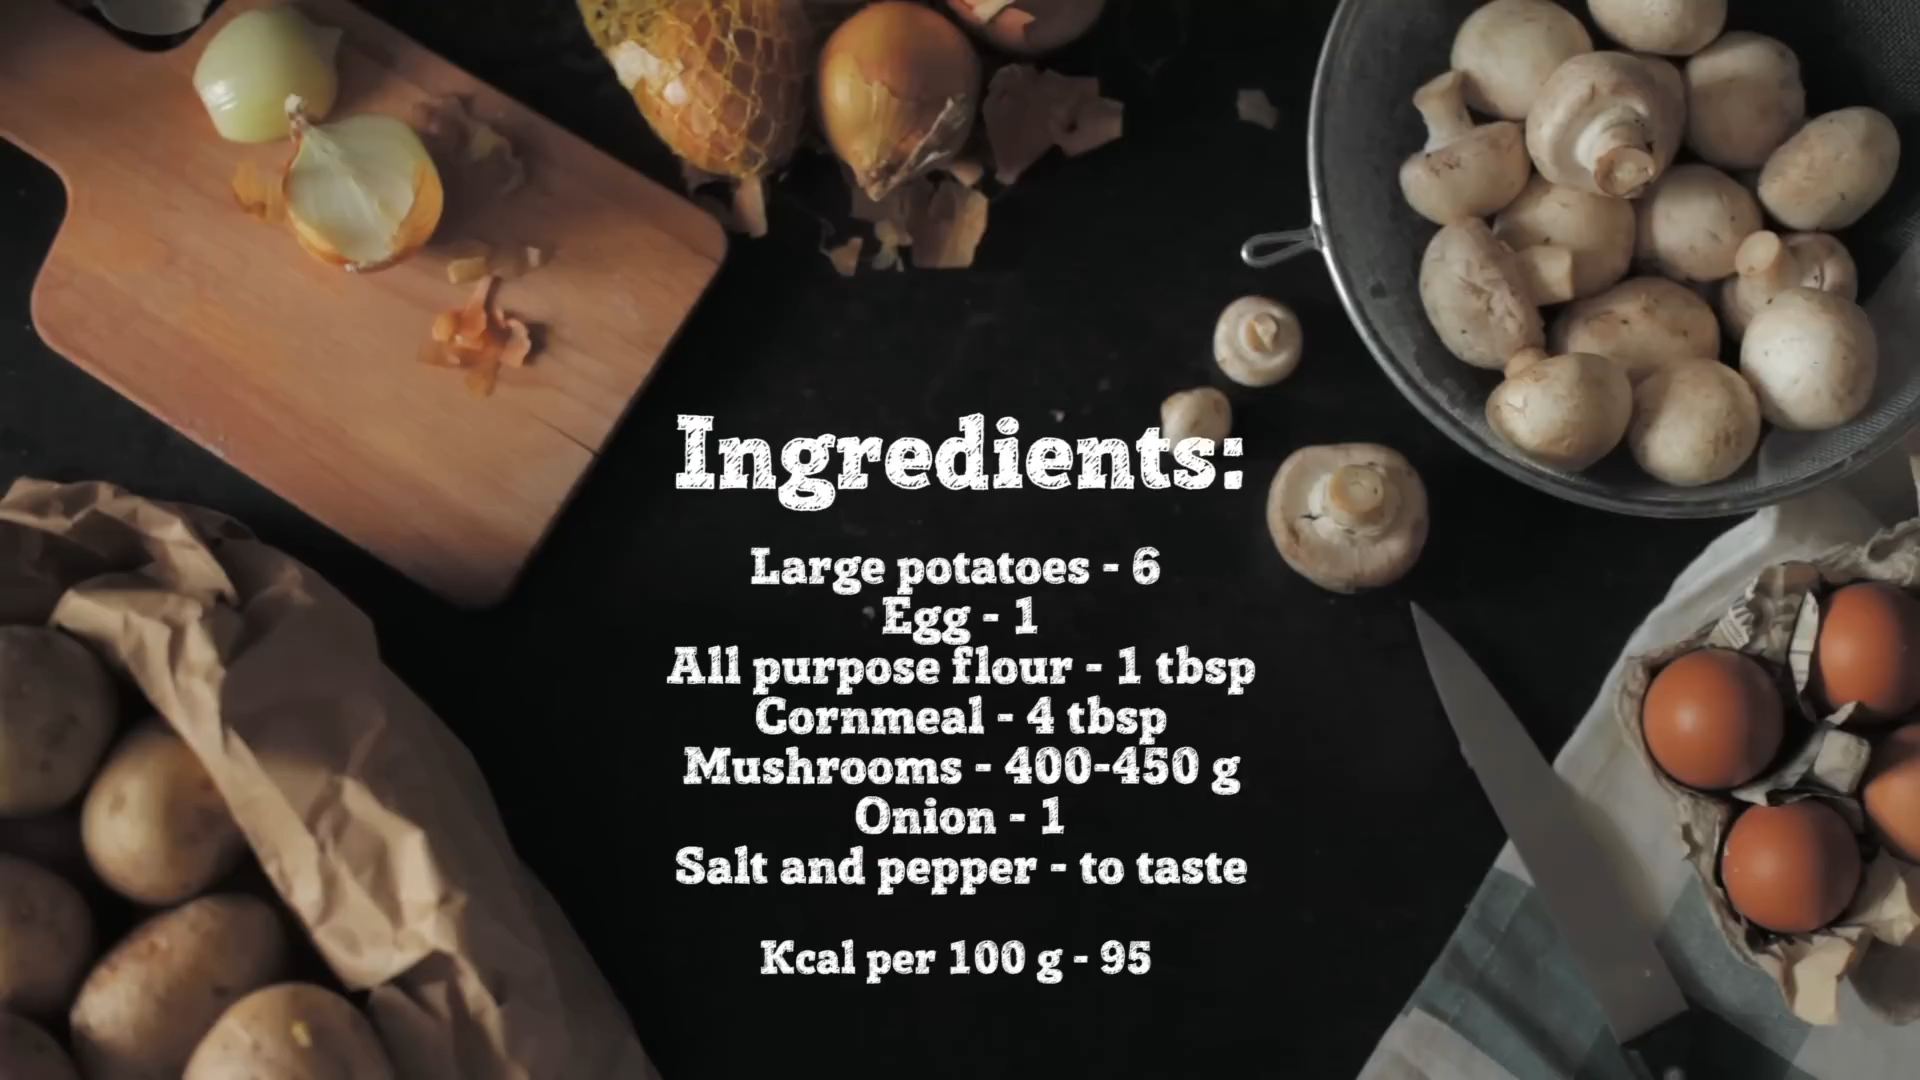 Ingredients:
Large potatoes - 6
Egg - 1
All purpose flour - 1 tbsp
Cornmeal - 4 tbsp
Mushrooms - 400-450 g
Onion - 1
Salt and pepper - to taste
Kcal per 100 g - 95